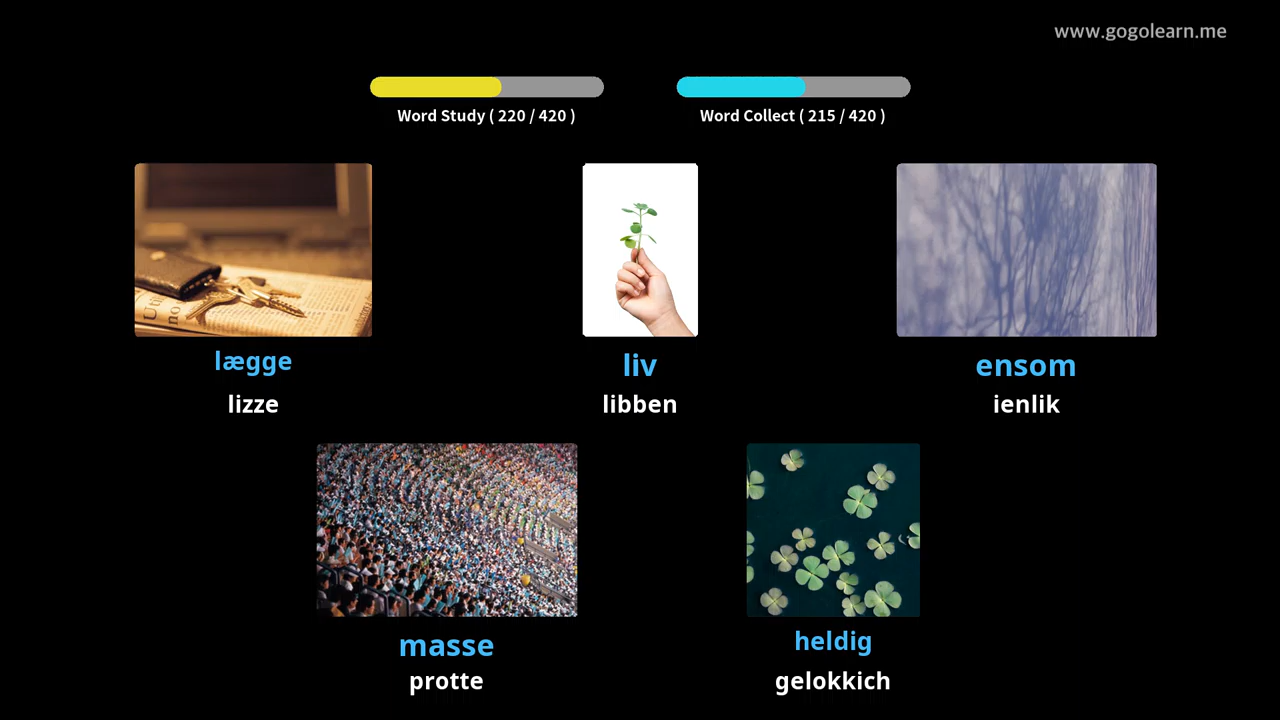 www.gogolearn.me
Word Study ( 220 / 420 )
Word Collect ( 215 / 420 )
lægge
lizze
liv
libben
ensom
ienlik
masse
protte
heldig
gelokkich